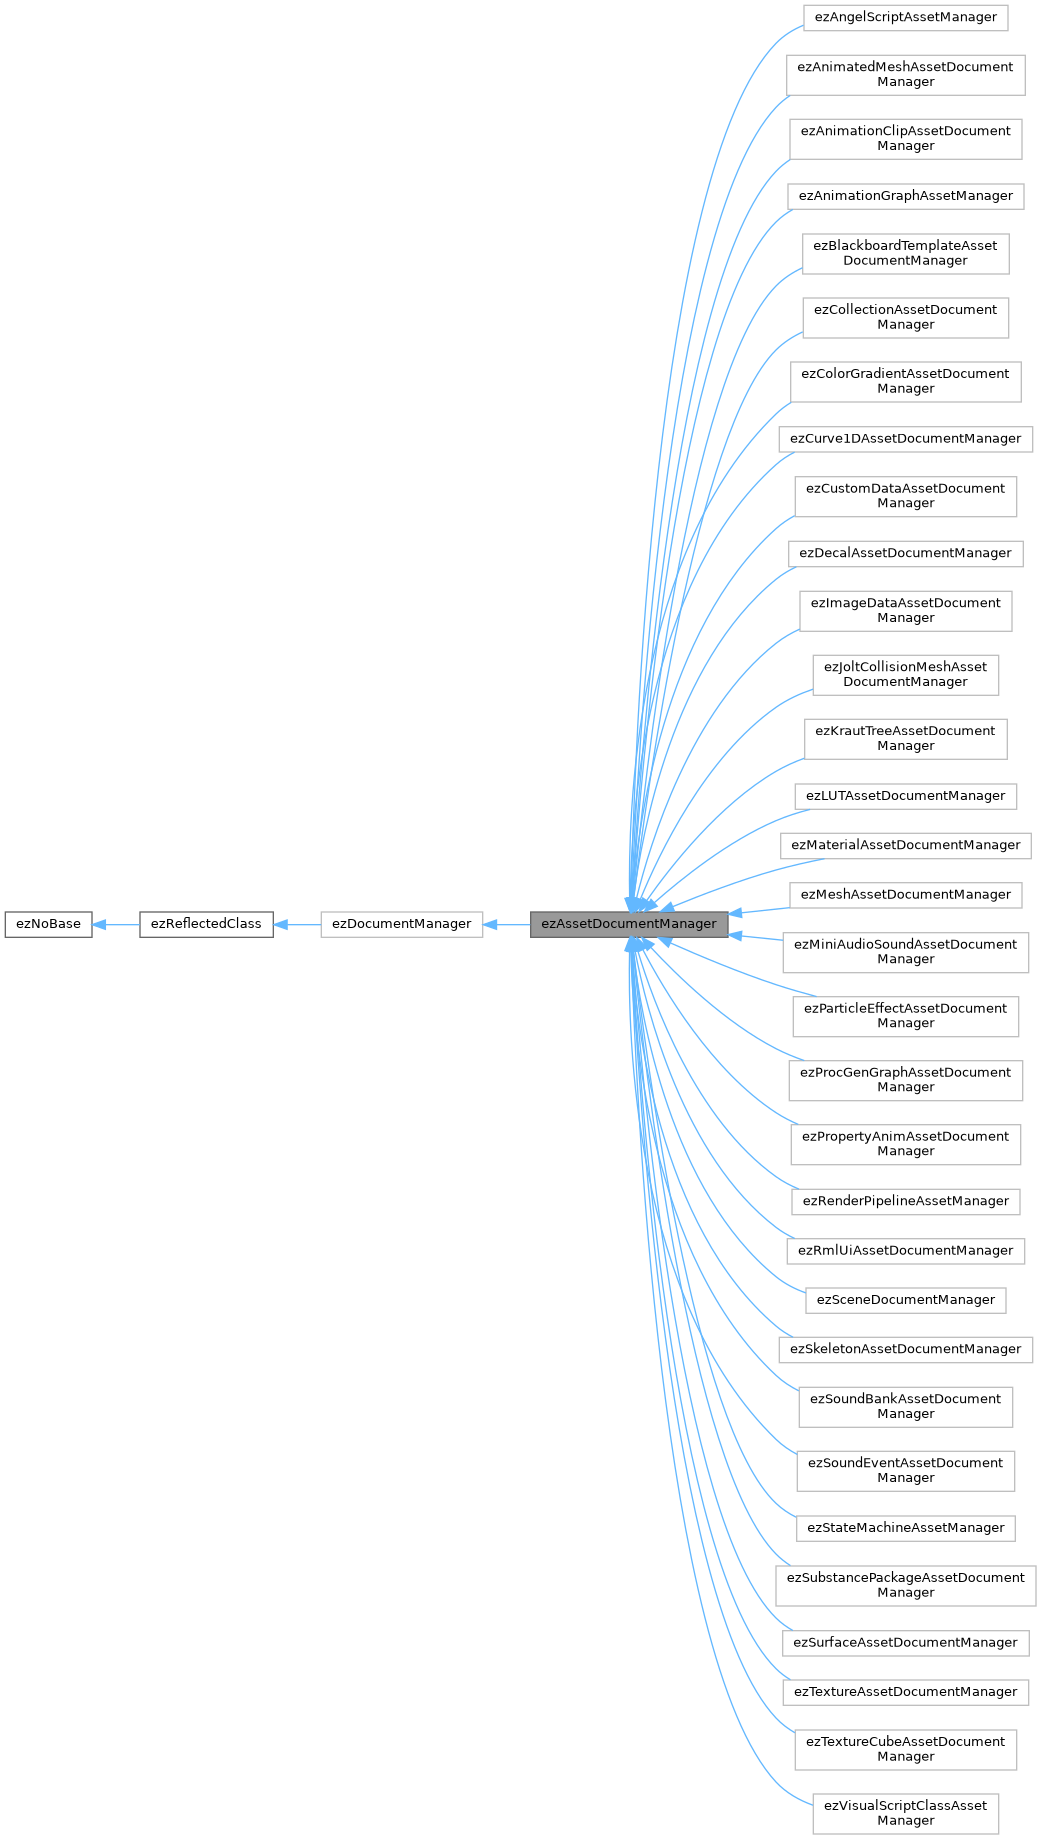 ezAngelScriptAssetManager
ezAnimatedMeshAssetDocument
Manager
ezAnimationClipAssetDocument
Manager
ezAnimationGraphAssetManager
ezBlackboardTemplateAsset
DocumentManager
ezCollectionAssetDocument
Manager
ezColorGradientAssetDocument
Manager
ezCurve1DAssetDocumentManager
ezCustomDataAssetDocument
Manager
ezDecalAssetDocumentManager
ezImageDataAssetDocument
Manager
ezJoltCollisionMeshAsset
DocumentManager
ezKrautTreeAssetDocument
Manager
ezLUTAssetDocumentManager
ezMaterialAssetDocumentManager
ezMeshAssetDocumentManager
ezNoBase
ezReflectedClass
ezDocumentManager
ezAssetDocumentManager
ezMiniAudioSoundAssetDocument
Manager
ezParticleEffectAssetDocument
Manager
ezProcGenGraphAssetDocument
Manager
ezPropertyAnimAssetDocument
Manager
ezRenderPipelineAssetManager
ezRmlUiAssetDocumentManager
ezSceneDocumentManager
ezSkeletonAssetDocumentManager
ezSoundBankAssetDocument
Manager
ezSoundEventAssetDocument
Manager
ezStateMachineAssetManager
ezSubstancePackageAssetDocument
Manager
ezSurfaceAssetDocumentManager
ezTextureAssetDocumentManager
ezTextureCubeAssetDocument
Manager
ezVisualScriptClassAsset
Manager